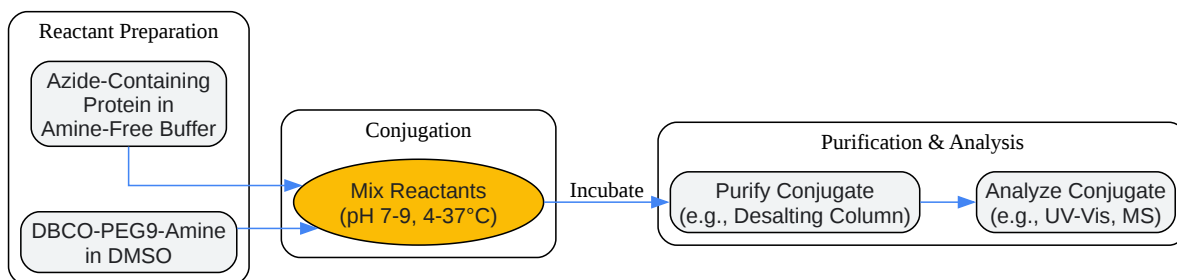 Reactant Preparation
Azide-Containing
Protein in
Amine-Free Buffer
DBCO-PEG9-Amine
in DMSO
Conjugation
Mix Reactants
(pH 7-9, 4-37°C)
Incubate
Purification & Analysis
Purify Conjugate
(e.g., Desalting Column)
Analyze Conjugate
(e.g., UV-Vis, MS)